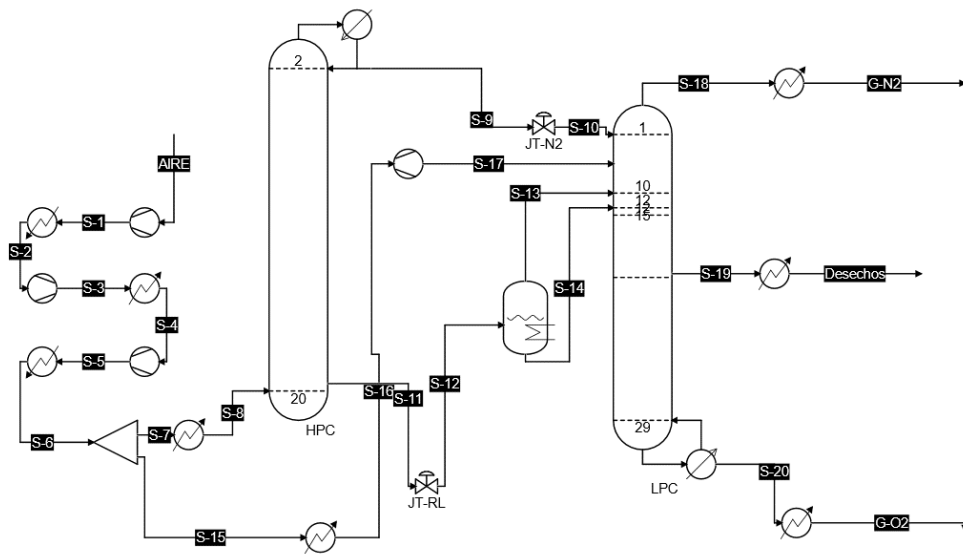 2
S-18
G-N2
S-9
S-10
1
JT-N2
AIRE
S-17
S-13
10
12
12
15
S-1
S-2
S-3
S-19
Desechos
S-14
S-4
S-5
S-12
S-16
S-11
20
S-8
HPC
S-7
S-6
29
LPC
S-20
JT-RL
S-15
G-O2